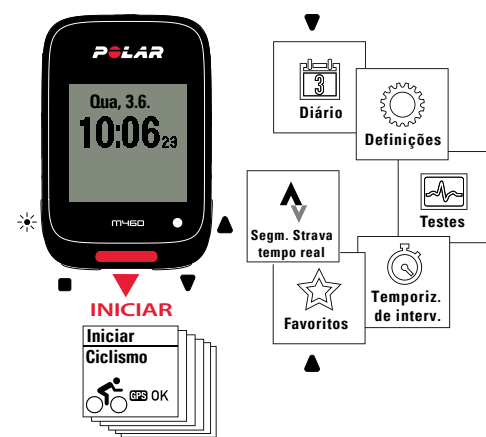 POLAR
Qua, 3.6.
10:06 23
M460
INICIAR
Iniciar
Ciclismo
GPS OK
3
Diário
Definições
Testes
Segm. Strava
tempo real
Favoritos
Temporiz.
de interv.